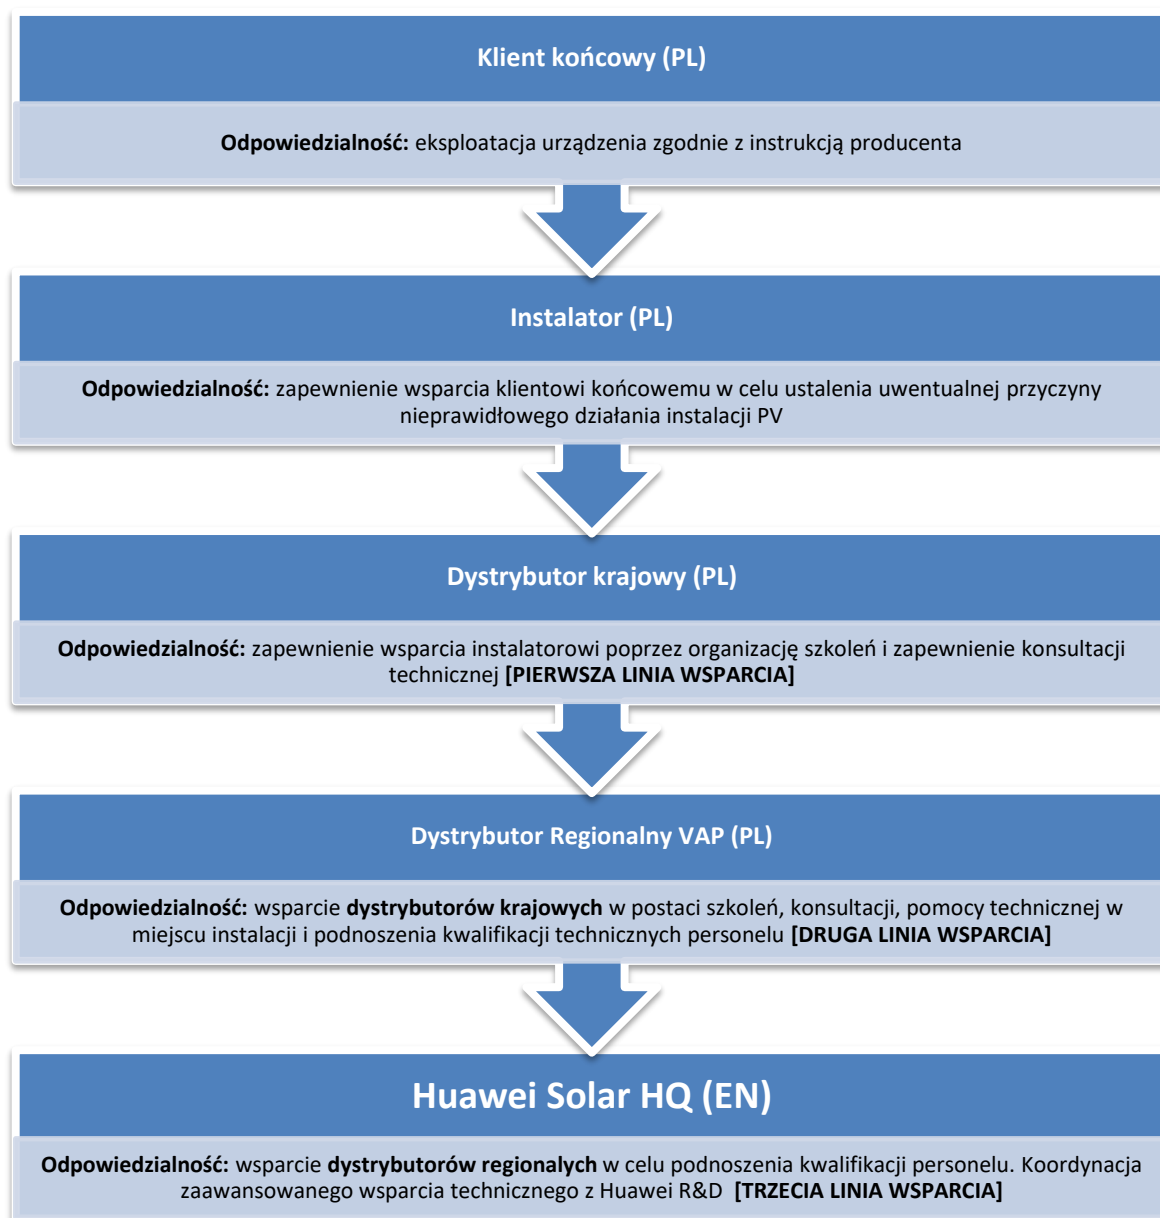 Klient końcowy (PL)
Odpowiedzialność: eksploatacja urządzenia zgodnie z instrukcją producenta
Instalator (PL)
Odpowiedzialność: zapewnienie wsparcia klientowi końcowemu w celu ustalenia uwentualnej przyczyny
nieprawidłowego działania instalacji PV
Dystrybutor krajowy (PL)
Odpowiedzialność: zapewnienie wsparcia instalatorowi poprzez organizację szkoleń i zapewnienie konsultacji
technicznej [PIERWSZA LINIA WSPARCIA]
Dystrybutor Regionalny VAP (PL)
Odpowiedzialność: wsparcie dystrybutorów krajowych w postaci szkoleń, konsultacji, pomocy technicznej w
miejscu instalacji i podnoszenia kwalifikacji technicznych personelu [DRUGA LINIA WSPARCIA]
Huawei Solar HQ (EN)
Odpowiedzialność: wsparcie dystrybutorów regionalych w celu podnoszenia kwalifikacji personelu. Koordynacja
zaawansowanego wsparcia technicznego z Huawei R&D [TRZECIA LINIA WSPARCIA]